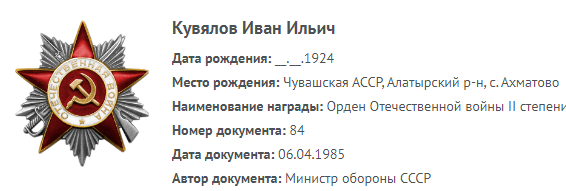 Кувялов Иван Ильич
Дата рождения: __.__.1924
Место рождения: Чувашская АССР, Алатырский р-н, с. Ахматово
Наименование награды: Орден Отечественной войны II степени
Номер документа: 84
Дата документа: 06.04.1985
Автор документа: Министр обороны СССР
ОТЕЧЕСТВЕННАЯ ВОЙНА